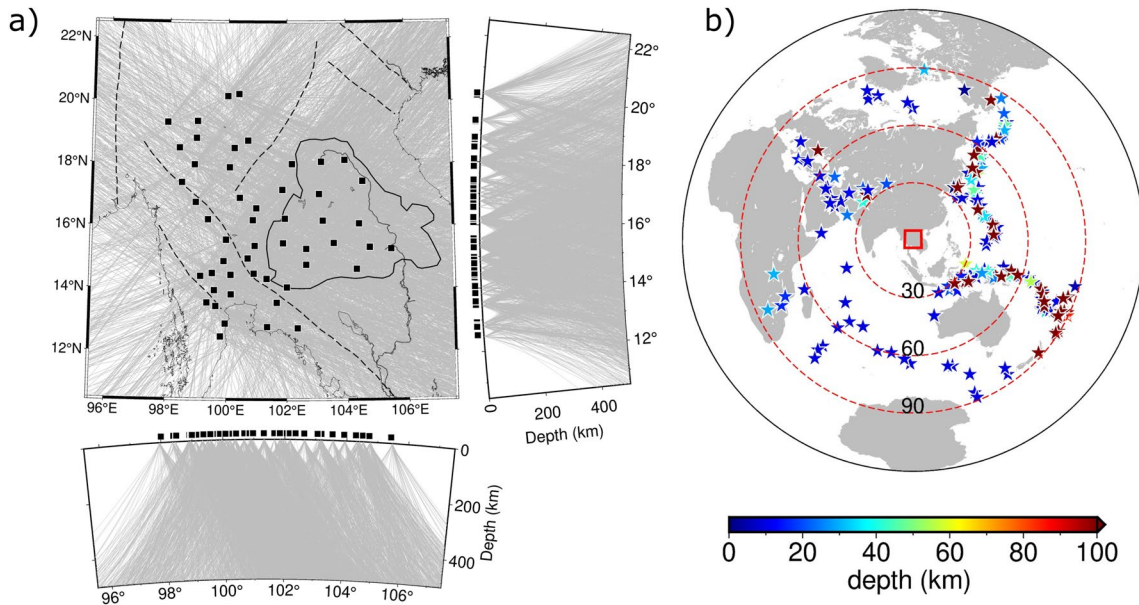 a)
22°N
20°N
18°N
16°N
14°N
12°N
96°E 98°E 100°E 102°E 104°E 106°E
22°
20°
18°
16°
14°
12°
0 200 400
Depth (km)
0
200
400
Depth (km)
96° 98° 100° 102° 104° 106°
b)
30
60
90
0 20 40 60 80 100
depth (km)